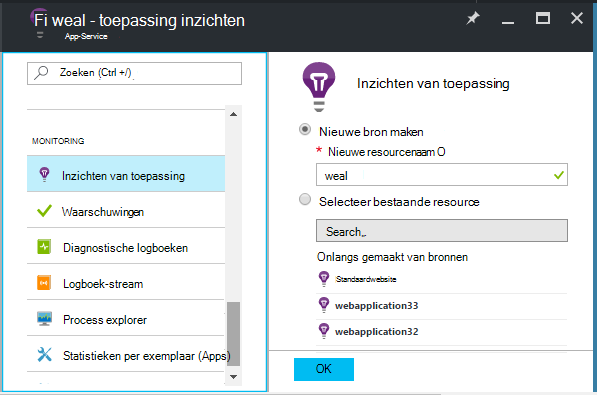 Fi weal - toepassing inzichten
App-Service
Zoeken (Ctrl +/)
MONITORING
Inzichten van toepassing
Waarschuwingen
Diagnostische logboeken
Logboek-stream
Process explorer
Statistieken per exemplaar (Apps)
Inzichten van toepassing
Nieuwe bron maken
* Nieuwe resourcenaam O
weal
Selecteer bestaande resource
Search,.
Onlangs gemaakt van bronnen
Standaardwebsite
webapplication33
webapplication32
OK